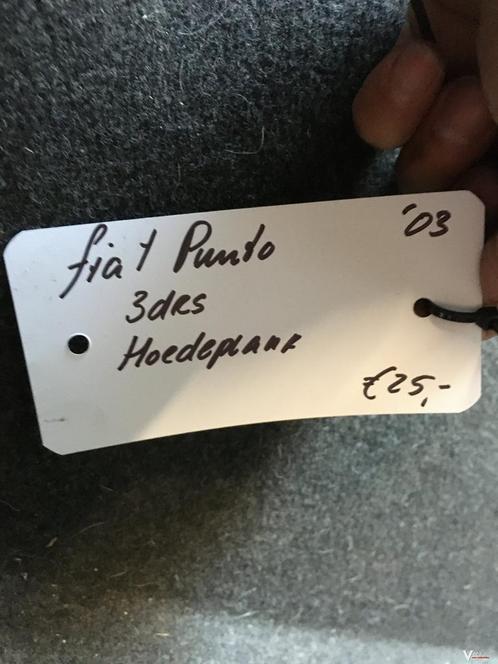 fiat Punto '03
3drs
Hoedeplank
€25,-